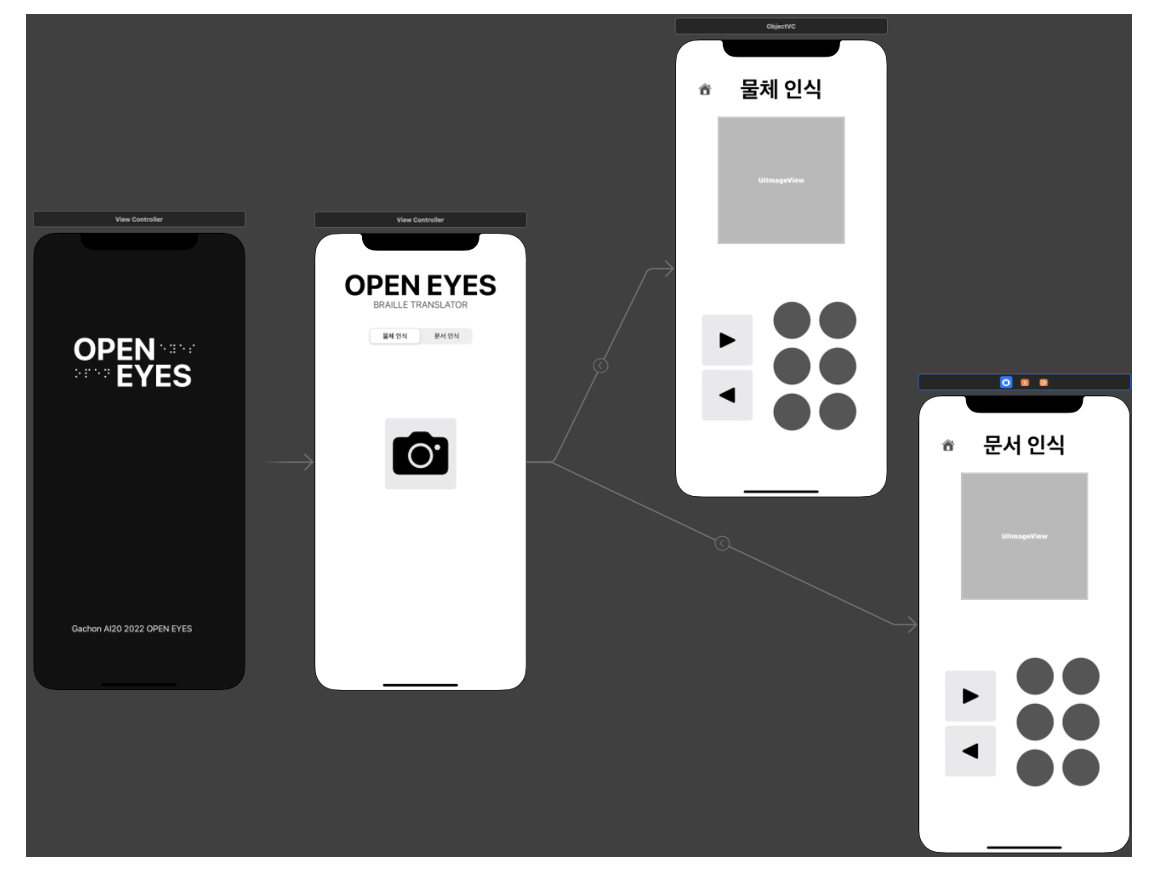 View Controller
OPEN ⠑⠽⠑⠎
⠕⠏⠑⠝ EYES
Gachon AI20 2022 OPEN EYES
View Controller
OPEN EYES
BRAILLE TRANSLATOR
물체 인식 문서 인식
ObjectVC
물체 인식
UIImageView
문서 인식
UIImageView